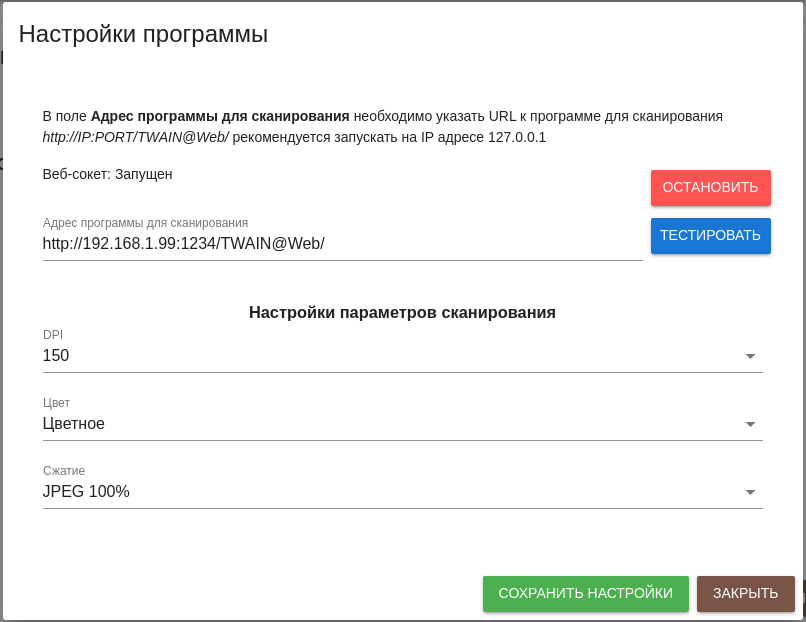 Настройки программы
В поле Адрес программы для сканирования необходимо указать URL к программе для сканирования
http://IP:PORT/TWAIN@Web/ рекомендуется запускать на IP адресе 127.0.0.1
Веб-сокет: Запущен
ОСТАНОВИТЬ
Адрес программы для сканирования
http://192.168.1.99:1234/TWAIN@Web/
ТЕСТИРОВАТЬ
Настройки параметров сканирования
DPI
150
Цвет
Цветное
Сжатие
JPEG 100%
СОХРАНИТЬ НАСТРОЙКИ
ЗАКРЫТЬ